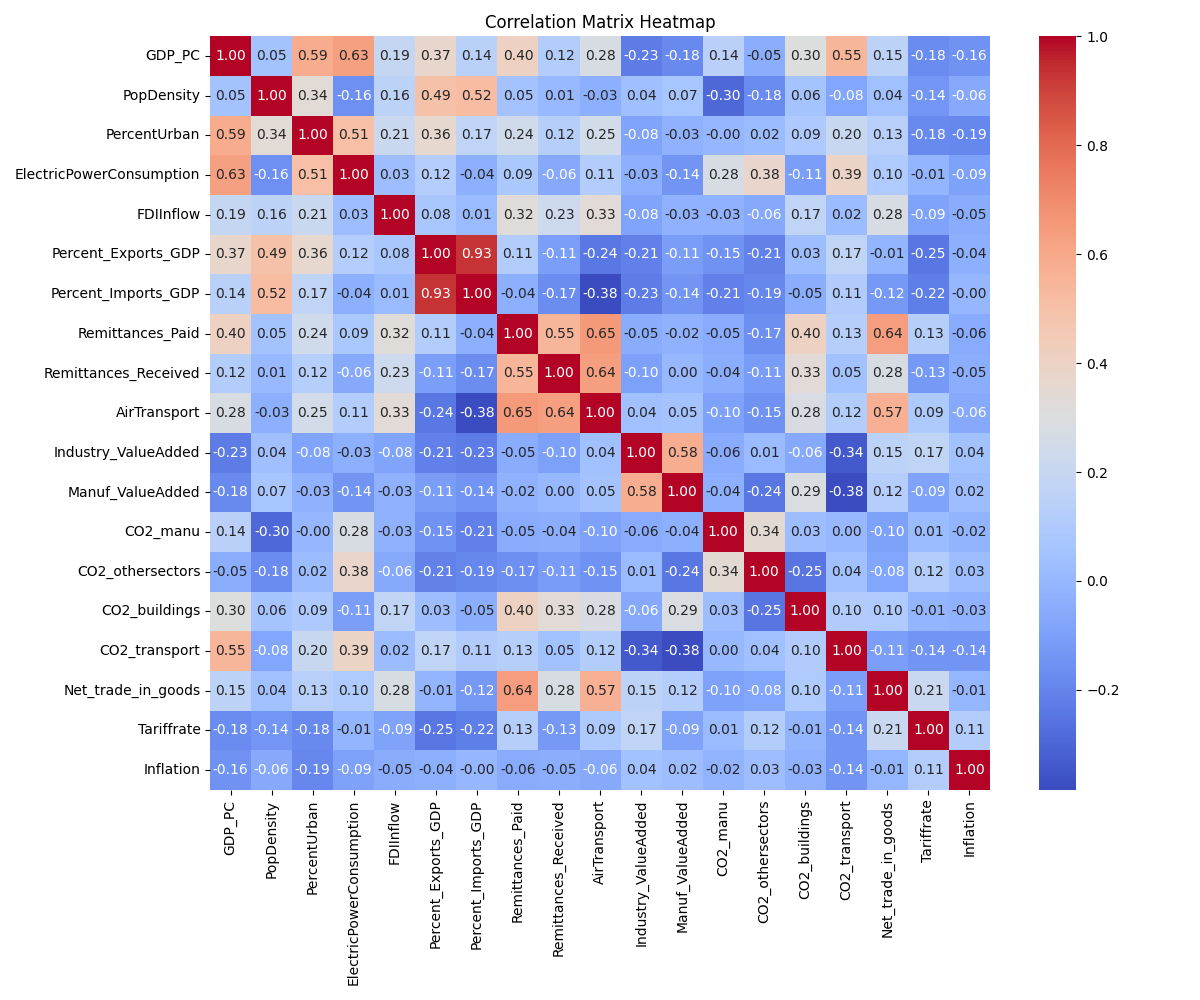 Correlation Matrix Heatmap
GDP_PC 1.00 0.05 0.59 0.63 0.19 0.37 0.14 0.40 0.12 0.28 -0.23 -0.18 0.14 -0.05 0.30 0.55 0.15 -0.18 -0.16
PopDensity 0.05 1.00 0.34 -0.16 0.16 0.49 0.52 0.05 0.01 -0.03 0.04 0.07 -0.30 -0.18 0.06 -0.08 0.04 -0.14 -0.06
PercentUrban 0.59 0.34 1.00 0.51 0.21 0.36 0.17 0.24 0.12 0.25 -0.08 -0.03 -0.00 0.02 0.09 0.20 0.13 -0.18 -0.19
ElectricPowerConsumption 0.63 -0.16 0.51 1.00 0.03 0.12 -0.04 0.09 -0.06 0.11 -0.03 -0.14 0.28 0.38 -0.11 0.39 0.10 -0.01 -0.09
FDIInflow 0.19 0.16 0.21 0.03 1.00 0.08 0.01 0.32 0.23 0.33 -0.08 -0.03 -0.03 -0.06 0.17 0.02 0.28 -0.09 -0.05
Percent_Exports_GDP 0.37 0.49 0.36 0.12 0.08 1.00 0.93 0.11 -0.11 -0.24 -0.21 -0.11 -0.15 -0.21 0.03 0.17 -0.01 -0.25 -0.04
Percent_Imports_GDP 0.14 0.52 0.17 -0.04 0.01 0.93 1.00 -0.04 -0.17 -0.38 -0.23 -0.14 -0.21 -0.19 -0.05 0.11 -0.12 -0.22 -0.00
Remittances_Paid 0.40 0.05 0.24 0.09 0.32 0.11 -0.04 1.00 0.55 0.65 -0.05 -0.02 -0.05 -0.17 0.40 0.13 0.64 0.13 -0.06
Remittances_Received 0.12 0.01 0.12 -0.06 0.23 -0.11 -0.17 0.55 1.00 0.64 -0.10 0.00 -0.04 -0.11 0.33 0.05 0.28 -0.13 -0.05
AirTransport 0.28 -0.03 0.25 0.11 0.33 -0.24 -0.38 0.65 0.64 1.00 0.04 0.05 -0.10 -0.15 0.28 0.12 0.57 0.09 -0.06
Industry_ValueAdded -0.23 0.04 -0.08 -0.03 -0.08 -0.21 -0.23 -0.05 -0.10 0.04 1.00 0.58 -0.06 0.01 -0.06 -0.34 0.15 0.17 0.04
Manuf_ValueAdded -0.18 0.07 -0.03 -0.14 -0.03 -0.11 -0.14 -0.02 0.00 0.05 0.58 1.00 -0.04 -0.24 0.29 -0.38 0.12 -0.09 0.02
CO2_manu 0.14 -0.30 -0.00 0.28 -0.03 -0.15 -0.21 -0.05 -0.04 -0.10 -0.06 -0.04 1.00 0.34 0.03 0.00 -0.10 0.01 -0.02
CO2_othersectors -0.05 -0.18 0.02 0.38 -0.06 -0.21 -0.19 -0.17 -0.11 -0.15 0.01 -0.24 0.34 1.00 -0.25 0.04 -0.08 0.12 0.03
CO2_buildings 0.30 0.06 0.09 -0.11 0.17 0.03 -0.05 0.40 0.33 0.28 -0.06 0.29 0.03 -0.25 1.00 0.10 0.10 -0.01 -0.03
CO2_transport 0.55 -0.08 0.20 0.39 0.02 0.17 0.11 0.13 0.05 0.12 -0.34 -0.38 0.00 0.04 0.10 1.00 -0.11 -0.14 -0.14
Net_trade_in_goods 0.15 0.04 0.13 0.10 0.28 -0.01 -0.12 0.64 0.28 0.57 0.15 0.12 -0.10 -0.08 0.10 -0.11 1.00 0.21 -0.01
Tariffrate -0.18 -0.14 -0.18 -0.01 -0.09 -0.25 -0.22 0.13 -0.13 0.09 0.17 -0.09 0.01 0.12 -0.01 -0.14 0.21 1.00 0.11
Inflation -0.16 -0.06 -0.19 -0.09 -0.05 -0.04 -0.00 -0.06 -0.05 -0.06 0.04 0.02 -0.02 0.03 -0.03 -0.14 -0.01 0.11 1.00
GDP_PC
PopDensity
PercentUrban
ElectricPowerConsumption
FDIInflow
Percent_Exports_GDP
Percent_Imports_GDP
Remittances_Paid
Remittances_Received
AirTransport
Industry_ValueAdded
Manuf_ValueAdded
CO2_manu
CO2_othersectors
CO2_buildings
CO2_transport
Net_trade_in_goods
Tariffrate
Inflation
1.0
0.8
0.6
0.4
0.2
0.0
−0.2